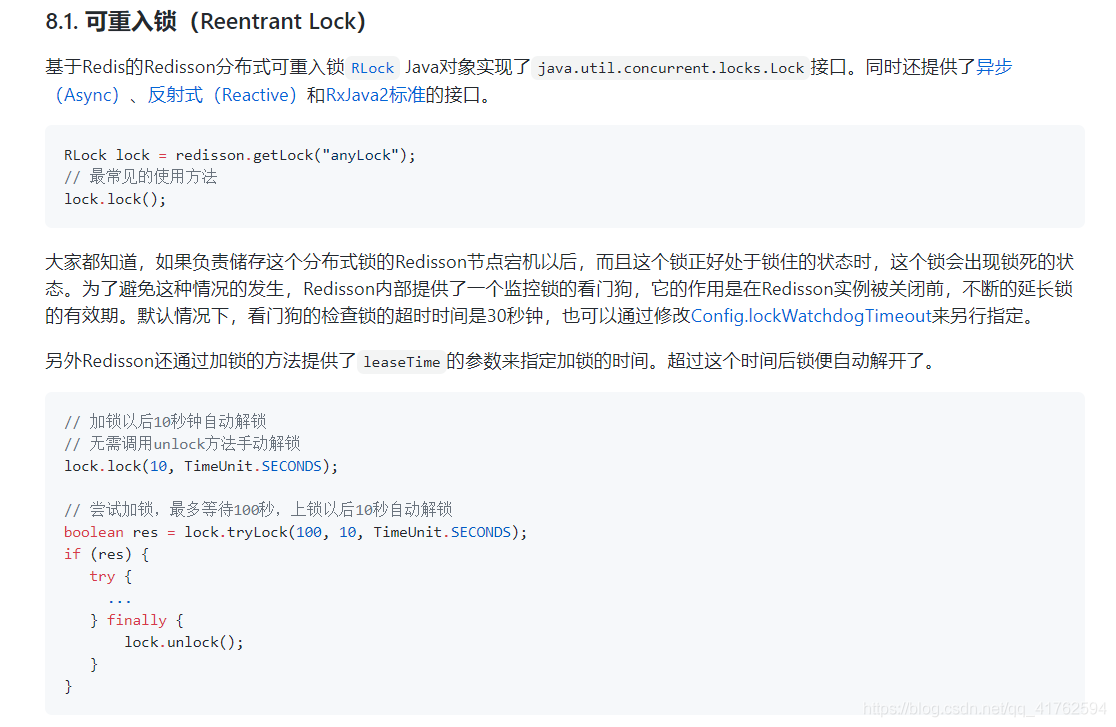 8.1. 可重入锁（Reentrant Lock）
基于Redis的Redisson分布式可重入锁 RLock Java对象实现了 java.util.concurrent.locks.Lock 接口。同时还提供了异步
（Async）、反射式（Reactive）和RxJava2标准的接口。
RLock lock = redisson.getLock("anyLock");
// 最常见的使用方法
lock.lock();
大家都知道，如果负责储存这个分布式锁的Redisson节点宕机以后，而且这个锁正好处于锁住的状态时，这个锁会出现锁死的状
态。为了避免这种情况的发生，Redisson内部提供了一个监控锁的看门狗，它的作用是在Redisson实例被关闭前，不断的延长锁
的有效期。默认情况下，看门狗的检查锁的超时时间是30秒钟，也可以通过修改Config.lockWatchdogTimeout来另行指定。
另外Redisson还通过加锁的方法提供了 leaseTime 的参数来指定加锁的时间。超过这个时间后锁便自动解开了。
// 加锁以后10秒钟自动解锁
// 无需调用unlock方法手动解锁
lock.lock(10, TimeUnit.SECONDS);
// 尝试加锁，最多等待100秒，上锁以后10秒自动解锁
boolean res = lock.tryLock(100, 10, TimeUnit.SECONDS);
if (res) {
try {
...
} finally {
lock.unlock();
}
}
https://blog.csdn.net/qq_41762594